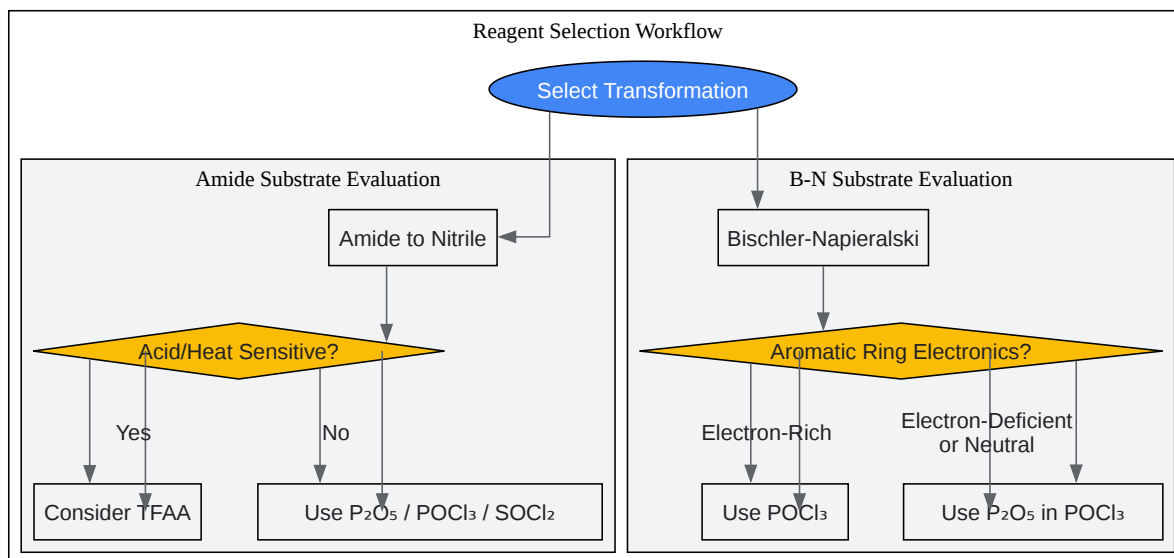 Reagent Selection Workflow
Select Transformation
Amide Substrate Evaluation
B-N Substrate Evaluation
Amide to Nitrile
Bischler-Napieralski
Acid/Heat Sensitive?
Aromatic Ring Electronics?
Yes
No
Electron-Rich
Electron-Deficient
or Neutral
Consider TFAA
Use P₂O₅ / POCl₃ / SOCl₂
Use POCl₃
Use P₂O₅ in POCl₃